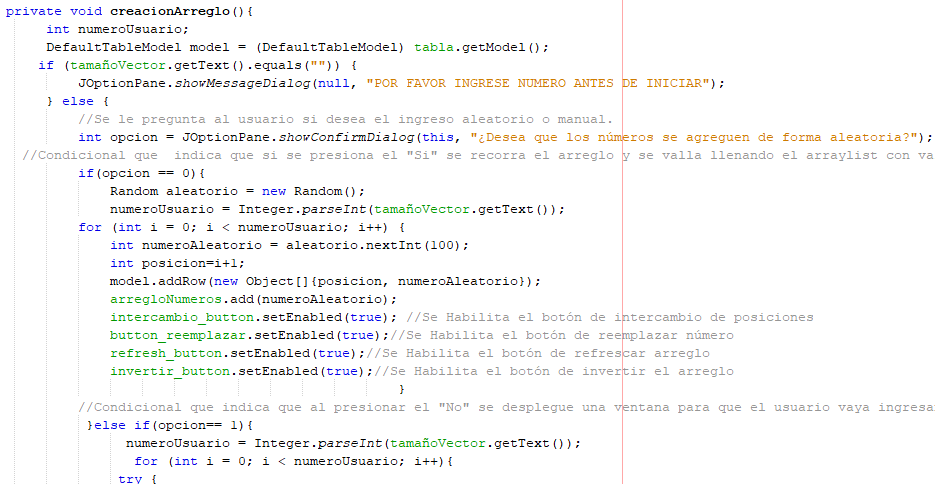 private void creacionArreglo(){
int numeroUsuario;
DefaultTableModel model = (DefaultTableModel) tabla.getModel();
if (tamañoVector.getText().equals("")) {
JOptionPane.showMessageDialog(null, "POR FAVOR INGRESE NUMERO ANTES DE INICIAR");
} else {
//Se le pregunta al usuario si desea el ingreso aleatorio o manual.
int opcion = JOptionPane.showConfirmDialog(this, "¿Desea que los números se agreguen de forma aleatoria?");
//Condicional que  indica que si se presiona el "Si" se recorra el arreglo y se valla llenando el arraylist con va
if(opcion == 0){
Random aleatorio = new Random();
numeroUsuario = Integer.parseInt(tamañoVector.getText());
for (int i = 0; i < numeroUsuario; i++) {
int numeroAleatorio = aleatorio.nextInt(100);
int posicion=i+1;
model.addRow(new Object[]{posicion, numeroAleatorio});
arregloNumeros.add(numeroAleatorio);
intercambio_button.setEnabled(true); //Se Habilita el botón de intercambio de posiciones
button_reemplazar.setEnabled(true);//Se Habilita el botón de reemplazar número
refresh_button.setEnabled(true);//Se Habilita el botón de refrescar arreglo
invertir_button.setEnabled(true);//Se Habilita el botón de invertir el arreglo
}
//Condicional que indica que al presionar el "No" se desplegue una ventana para que el usuario vaya ingresa
}else if(opcion== 1){
numeroUsuario = Integer.parseInt(tamañoVector.getText());
for (int i = 0; i < numeroUsuario; i++){
try {